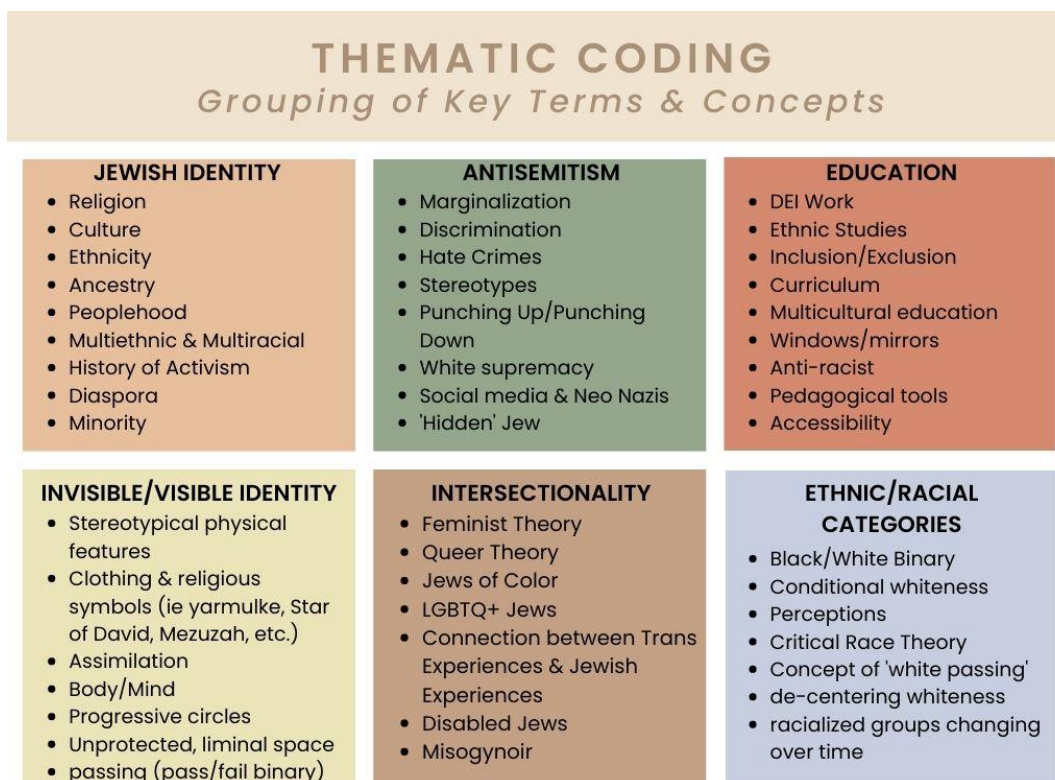 THEMATIC CODING
Grouping of Key Terms & Concepts
JEWISH IDENTITY
• Religion
• Culture
• Ethnicity
• Ancestry
• Peoplehood
• Multiethnic & Multiracial
• History of Activism
• Diaspora
• Minority
ANTISEMITISM
• Marginalization
• Discrimination
• Hate Crimes
• Stereotypes
• Punching Up/Punching
Down
• White supremacy
• Social media & Neo Nazis
• 'Hidden' Jew
EDUCATION
• DEI Work
• Ethnic Studies
• Inclusion/Exclusion
• Curriculum
• Multicultural education
• Windows/mirrors
• Anti-racist
• Pedagogical tools
• Accessibility
INVISIBLE/VISIBLE IDENTITY
• Stereotypical physical
features
• Clothing & religious
symbols (ie yarmulke, Star
of David, Mezuzah, etc.)
• Assimilation
• Body/Mind
• Progressive circles
• Unprotected, liminal space
• passing (pass/fail binary)
INTERSECTIONALITY
• Feminist Theory
• Queer Theory
• Jews of Color
• LGBTQ+ Jews
• Connection between Trans
Experiences & Jewish
Experiences
• Disabled Jews
• Misogynoir
ETHNIC/RACIAL
CATEGORIES
• Black/White Binary
• Conditional whiteness
• Perceptions
• Critical Race Theory
• Concept of 'white passing'
• de-centering whiteness
• racialized groups changing
over time